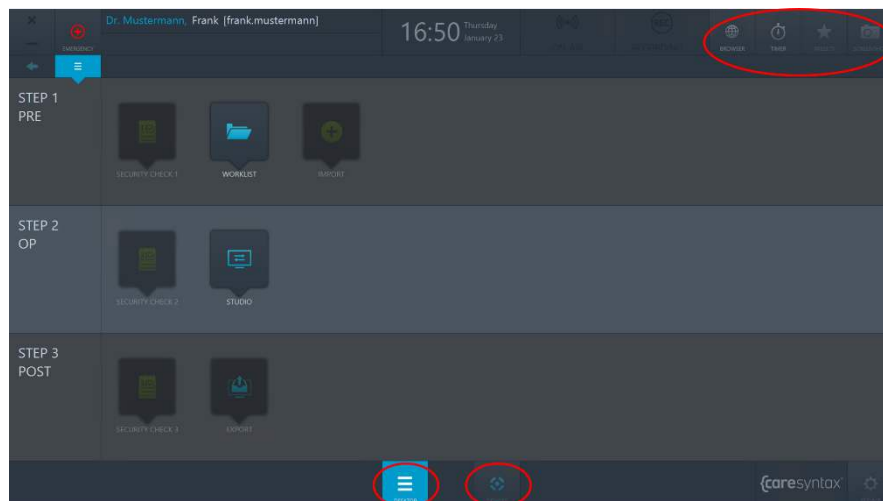 EMERGENCY
Dr. Mustermann, Frank [frank.mustermann]
16:50
Thursday
January 23
REC
BROWSER
TIMER
STEP 1
PRE
SECURITY CHECK 1
WORKLIST
IMPORT
STEP 2
OP
SECURITY CHECK 2
STUDIO
STEP 3
POST
SECURITY CHECK 3
EXPORT
{caresyntax